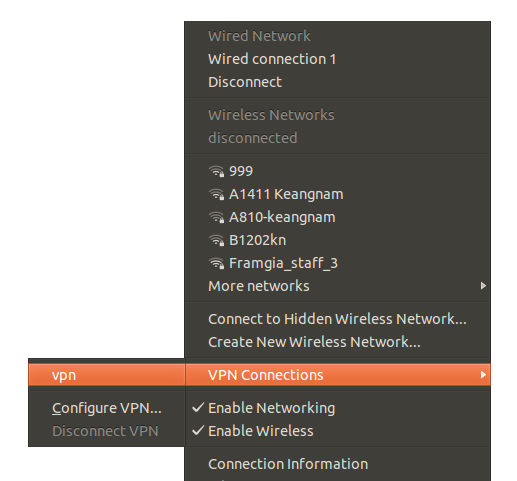 Wired Network
Wired connection 1
Disconnect
Wireless Networks
disconnected
999
A1411 Keangnam
A810-keangnam
B1202kn
Framgia_staff_3
More networks
Connect to Hidden Wireless Network...
Create New Wireless Network...
VPN Connections
vpn
Configure VPN...
Disconnect VPN
Enable Networking
Enable Wireless
Connection Information